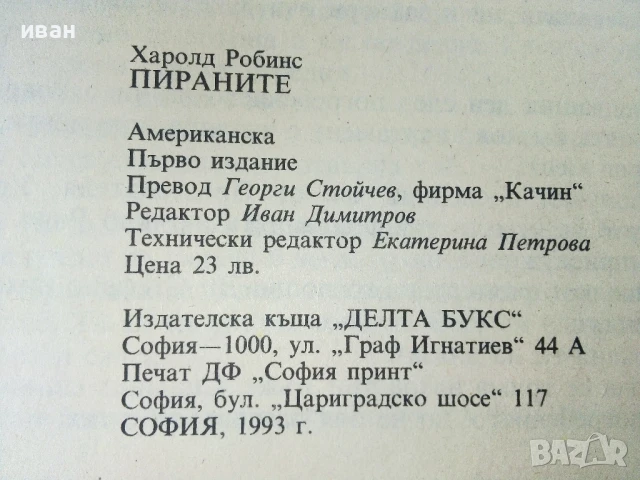 иван
Харолд Робинс
ПИРАНИТЕ
Американска
Първо издание
Превод Георги Стойчев, фирма „Качин“
Редактор Иван Димитров
Технически редактор Екатерина Петрова
Цена 23 лв.
Издателска къща „ДЕЛТА БУКС“
София—1000, ул. „Граф Игнатиев“ 44 А
Печат ДФ „София принт“
София, бул. „Цариградско шосе“ 117
СОФИЯ, 1993 г.
BAZAR